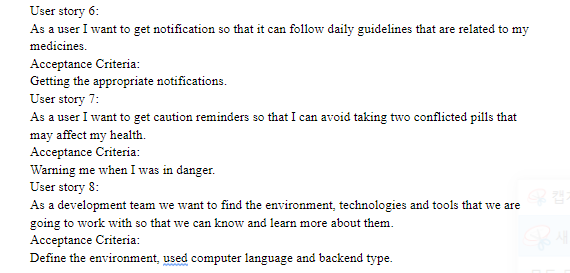 User story 6:
As a user I want to get notification so that it can follow daily guidelines that are related to my
medicines.
Acceptance Criteria:
Getting the appropriate notifications.
User story 7:
As a user I want to get caution reminders so that I can avoid taking two conflicted pills that
may affect my health.
Acceptance Criteria:
Warning me when I was in danger.
User story 8:
As a development team we want to find the environment, technologies and tools that we are
going to work with so that we can know and learn more about them.
Acceptance Criteria:
Define the environment, used computer language and backend type.